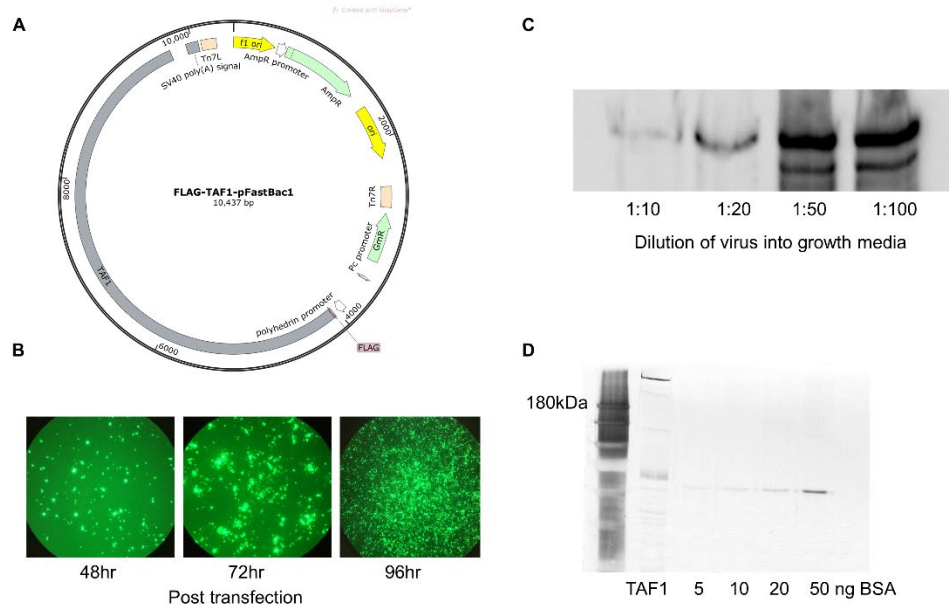 A
Created with SnapGene®
10,000
Tn7L
SV40 poly(A) signal
f1 ori
AmpR promoter
AmpR
ori
2000
Tn7R
GmR
Pc promoter
4000
polyhedrin promoter
FLAG
6000
TAF1
8000
FLAG-TAF1-pFastBac1
10,437 bp
B
48hr 72hr 96hr
Post transfection
C
1:10 1:20 1:50 1:100
Dilution of virus into growth media
D
180kDa
TAF1 5 10 20 50 ng BSA